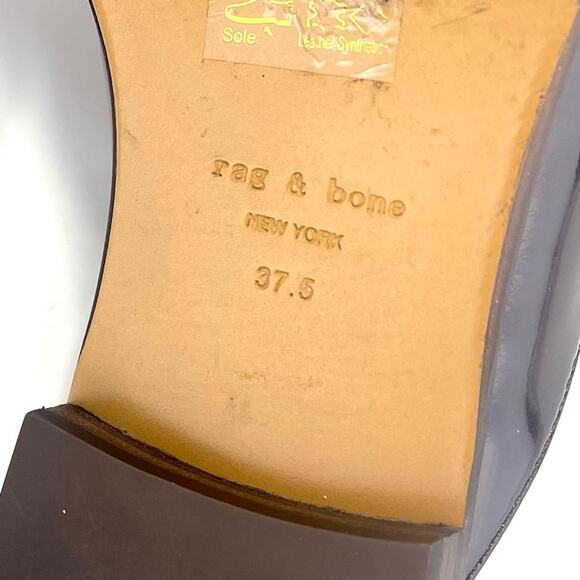 Sole
Leather Synthetic
rag & bone
NEW YORK
37.5